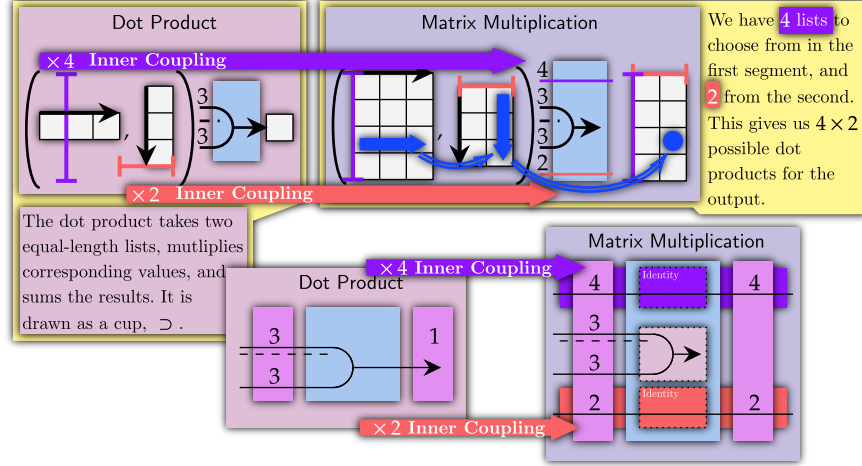 Dot Product
Matrix Multiplication
×4 Inner Coupling
( , )
3
3
( , )
4
3
3
2
×2 Inner Coupling
We have 4 lists to
choose from in the
first segment, and
2 from the second.
This gives us 4 × 2
possible dot
products for the
output.
The dot product takes two
equal-length lists, mutliplies
corresponding values, and
sums the results. It is
drawn as a cup, ⊃ .
Dot Product
3
3
1
×4 Inner Coupling
×2 Inner Coupling
Matrix Multiplication
4
Identity
4
3
3
2
Identity
2